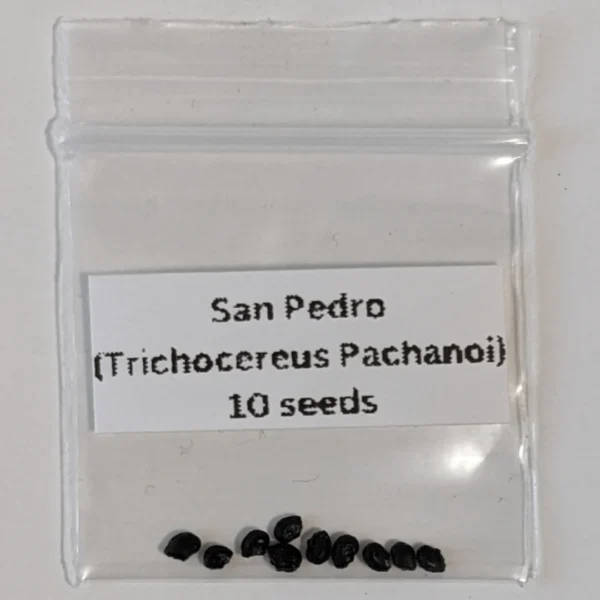 San Pedro
(Trichocereus Pachanoi)
10 seeds